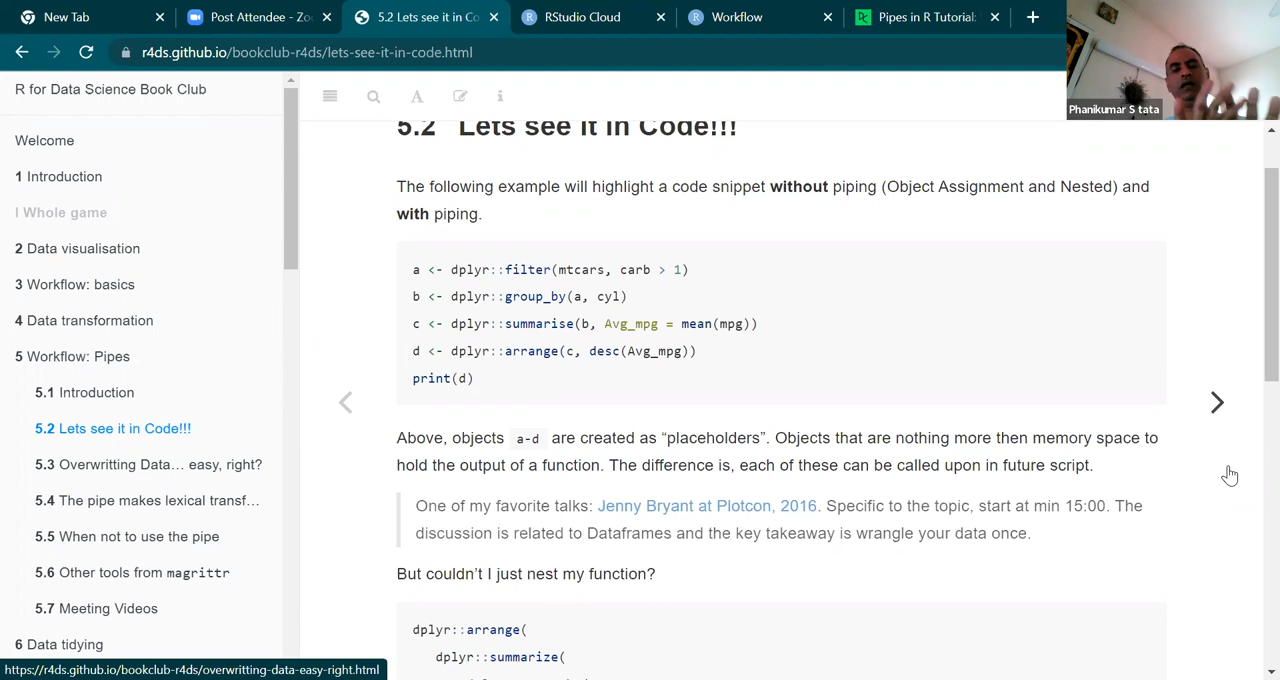 New Tab
Post Attendee - Zo
5.2 Lets see it in Co
RStudio Cloud
Workflow
Pipes in R Tutorial:
r4ds.github.io/bookclub-r4ds/lets-see-it-in-code.html
Phanikumar S tata
R for Data Science Book Club
Welcome
1 Introduction
I Whole game
2 Data visualisation
3 Workflow: basics
4 Data transformation
5 Workflow: Pipes
5.1 Introduction
5.2 Lets see it in Code!!!
5.3 Overwritting Data… easy, right?
5.4 The pipe makes lexical transf…
5.5 When not to use the pipe
5.6 Other tools from magrittr
5.7 Meeting Videos
6 Data tidying
https://r4ds.github.io/bookclub-r4ds/overwritting-data-easy-right.html
5.2 Lets see it in Code!!!
The following example will highlight a code snippet without piping (Object Assignment and Nested) and
with piping.
a <- dplyr::filter(mtcars, carb > 1)
b <- dplyr::group_by(a, cyl)
c <- dplyr::summarise(b, Avg_mpg = mean(mpg))
d <- dplyr::arrange(c, desc(Avg_mpg))
print(d)
Above, objects a-d are created as “placeholders”. Objects that are nothing more then memory space to
hold the output of a function. The difference is, each of these can be called upon in future script.
One of my favorite talks: Jenny Bryant at Plotcon, 2016. Specific to the topic, start at min 15:00. The
discussion is related to Dataframes and the key takeaway is wrangle your data once.
But couldn’t I just nest my function?
dplyr::arrange(
dplyr::summarize(